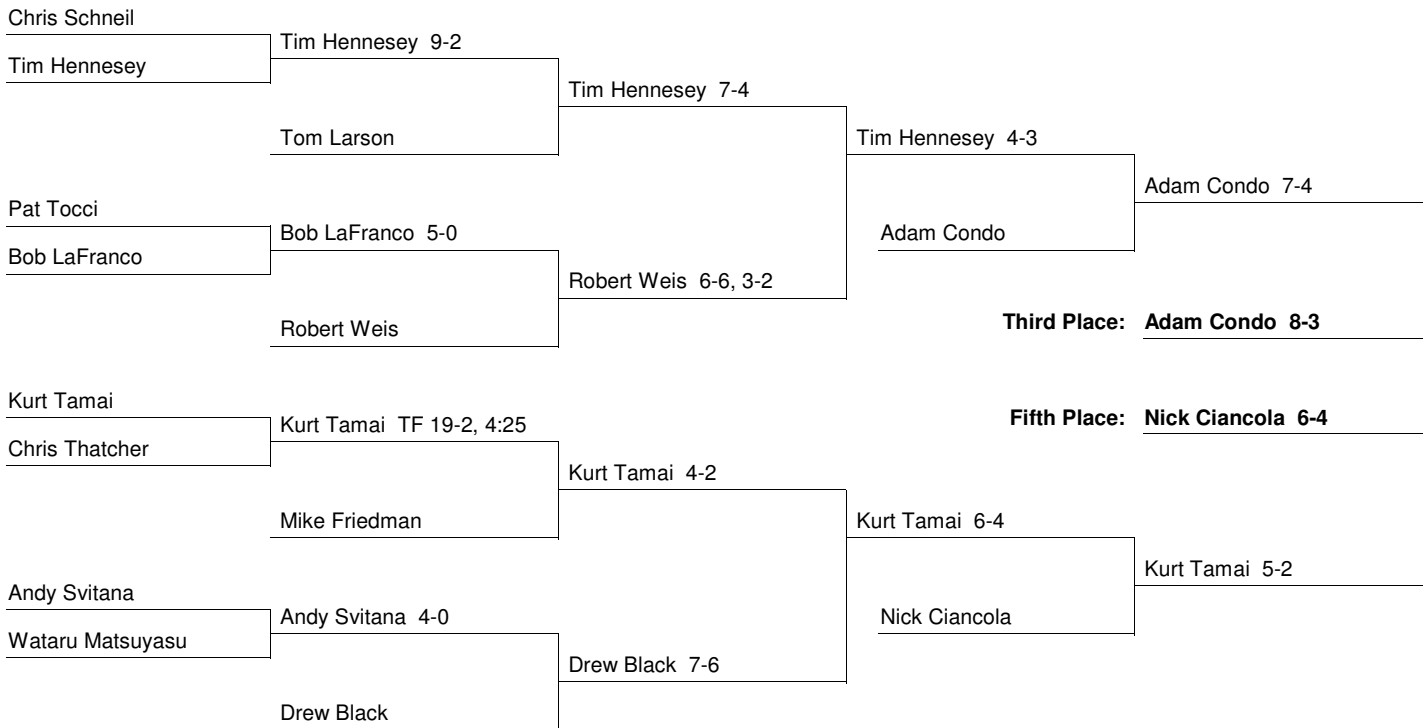 Chris Schneil
Tim Hennesey 9-2
Tim Hennesey
Tim Hennesey 7-4
Tom Larson
Tim Hennesey 4-3
Adam Condo 7-4
Pat Tocci
Bob LaFranco 5-0
Adam Condo
Bob LaFranco
Robert Weis 6-6, 3-2
Robert Weis
Third Place: Adam Condo 8-3
Kurt Tamai
Kurt Tamai TF 19-2, 4:25
Fifth Place: Nick Ciancola 6-4
Chris Thatcher
Kurt Tamai 4-2
Mike Friedman
Kurt Tamai 6-4
Kurt Tamai 5-2
Andy Svitana
Andy Svitana 4-0
Nick Ciancola
Wataru Matsuyasu
Drew Black 7-6
Drew Black